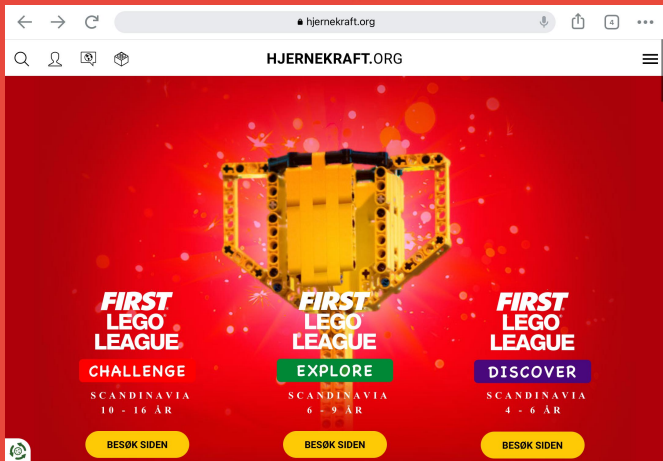 hjernekraft.org
4
HJERNEKRAFT.ORG
FIRST
LEGO
LEAGUE
CHALLENGE
SCANDINAVIA
10 - 16 ÅR
BESØK SIDEN
FIRST
LEGO
LEAGUE
EXPLORE
SCANDINAVIA
6 - 9 ÅR
BESØK SIDEN
FIRST
LEGO
LEAGUE
DISCOVER
SCANDINAVIA
4 - 6 ÅR
BESØK SIDEN